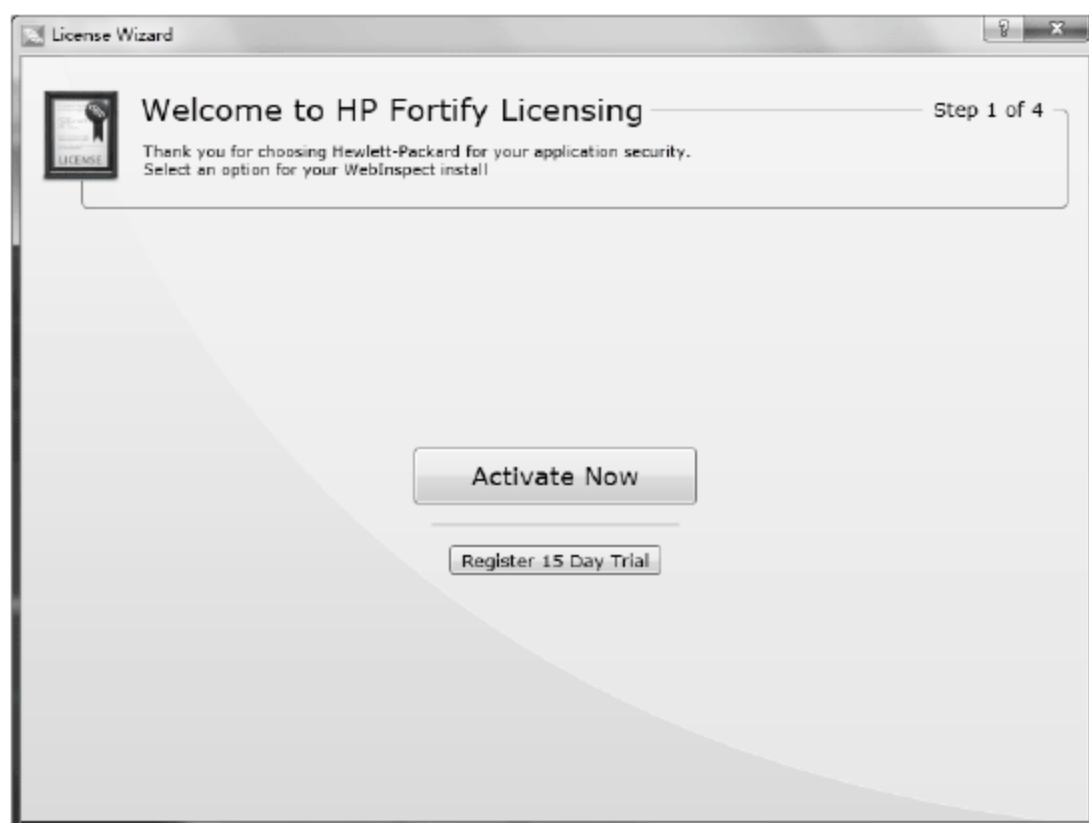 License Wizard
Welcome to HP Fortify Licensing
Step 1 of 4
Thank you for choosing Hewlett-Packard for your application security.
Select an option for your WebInspect install
LICENSE
Activate Now
Register 15 Day Trial